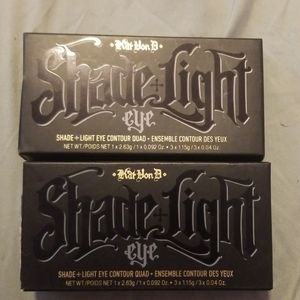 Kat Von D
Shade+Light
eye
SHADE+LIGHT EYE CONTOUR QUAD • ENSEMBLE CONTOUR DES YEUX
NET WT./POIDS NET 1 x 2.63g / 1 x 0.092 Oz. • 3 x 1.15g / 3 x 0.04 Oz.
Kat Von D
Shade+Light
eye
SHADE+LIGHT EYE CONTOUR QUAD • ENSEMBLE CONTOUR DES YEUX
NET WT./POIDS NET 1 x 2.63g / 1 x 0.092 Oz. • 3 x 1.15g / 3 x 0.04 Oz.